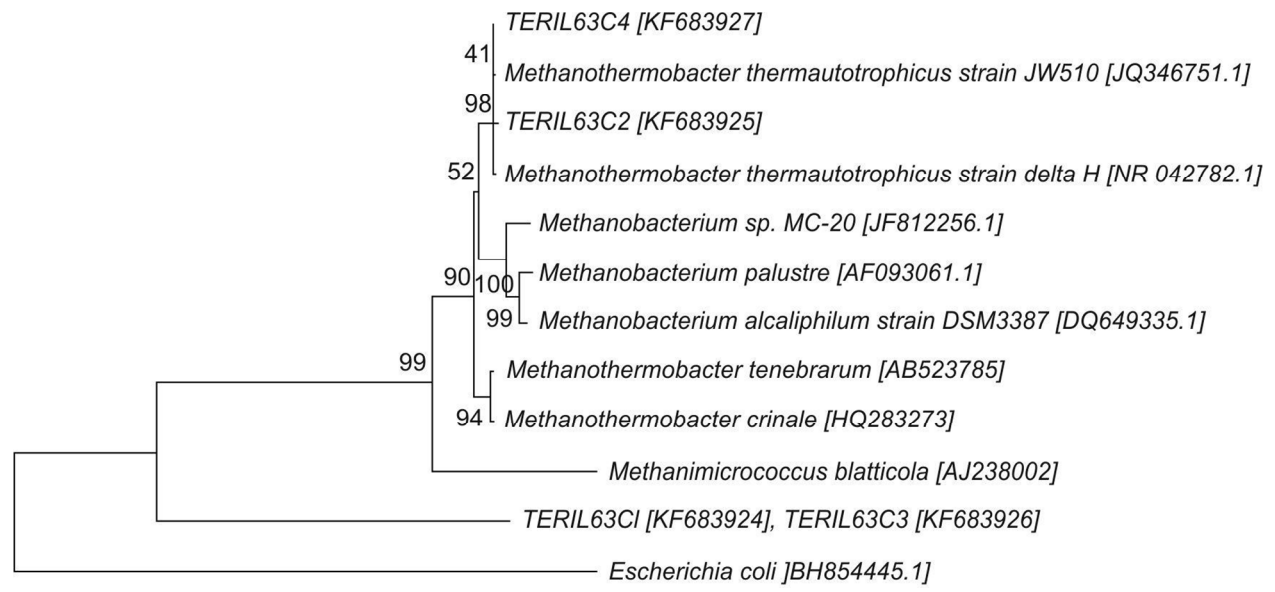 TERIL63C4 [KF683927]
41
Methanothermobacter thermautotrophicus strain JW510 [JQ346751.1]
98
TERIL63C2 [KF683925]
52
Methanothermobacter thermautotrophicus strain delta H [NR 042782.1]
Methanobacterium sp. MC-20 [JF812256.1]
90
100
Methanobacterium palustre [AF093061.1]
99
Methanobacterium alcaliphilum strain DSM3387 [DQ649335.1]
99
Methanothermobacter tenebrarum [AB523785]
94
Methanothermobacter crinale [HQ283273]
Methanimicrococcus blatticola [AJ238002]
TERIL63Cl [KF683924], TERIL63C3 [KF683926]
Escherichia coli ]BH854445.1]